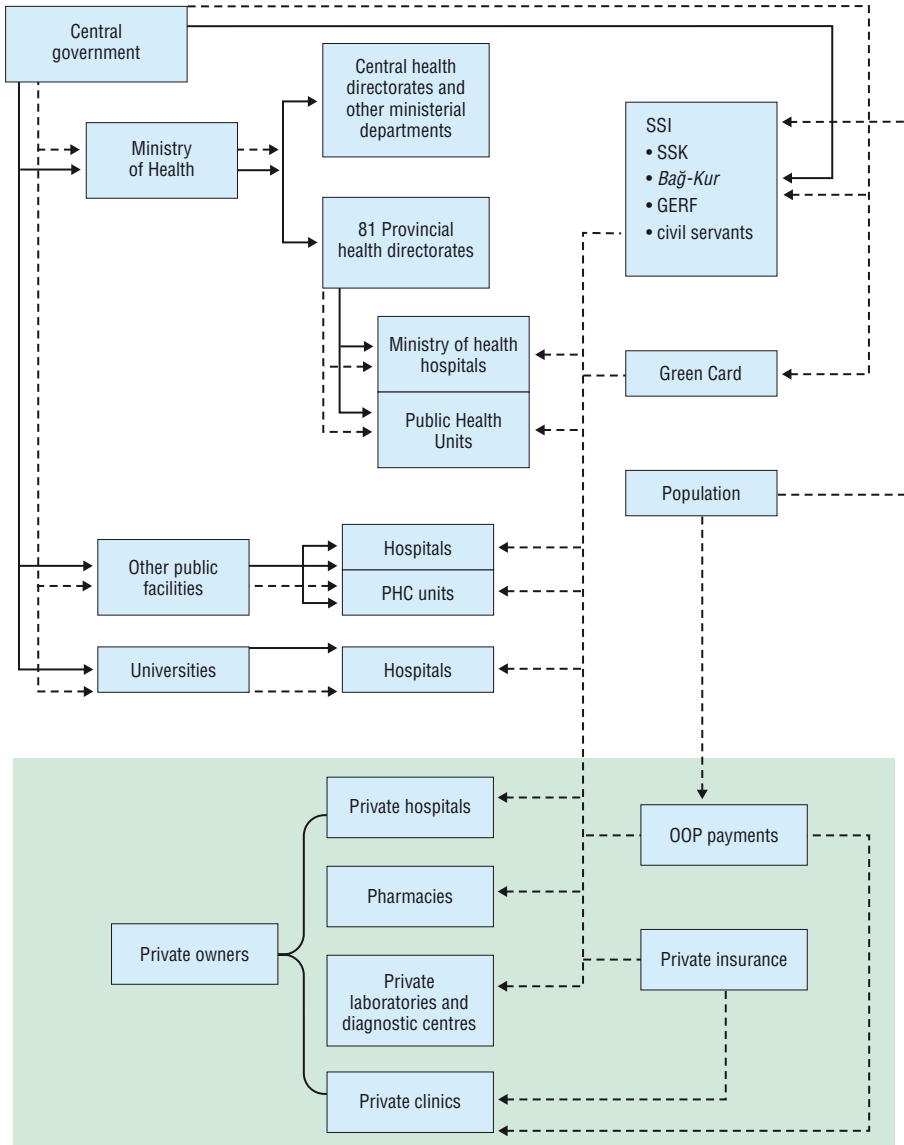 Central
government
Central health
directorates and
other ministerial
departments
Ministry
of Health
SSI
• SSK
• Bağ-Kur
• GERF
• civil servants
81 Provincial
health directorates
Ministry of health
hospitals
Green Card
Public Health
Units
Population
Other public
facilities
Hospitals
PHC units
Universities
Hospitals
Private hospitals
OOP payments
Pharmacies
Private owners
Private insurance
Private
laboratories and
diagnostic centres
Private clinics